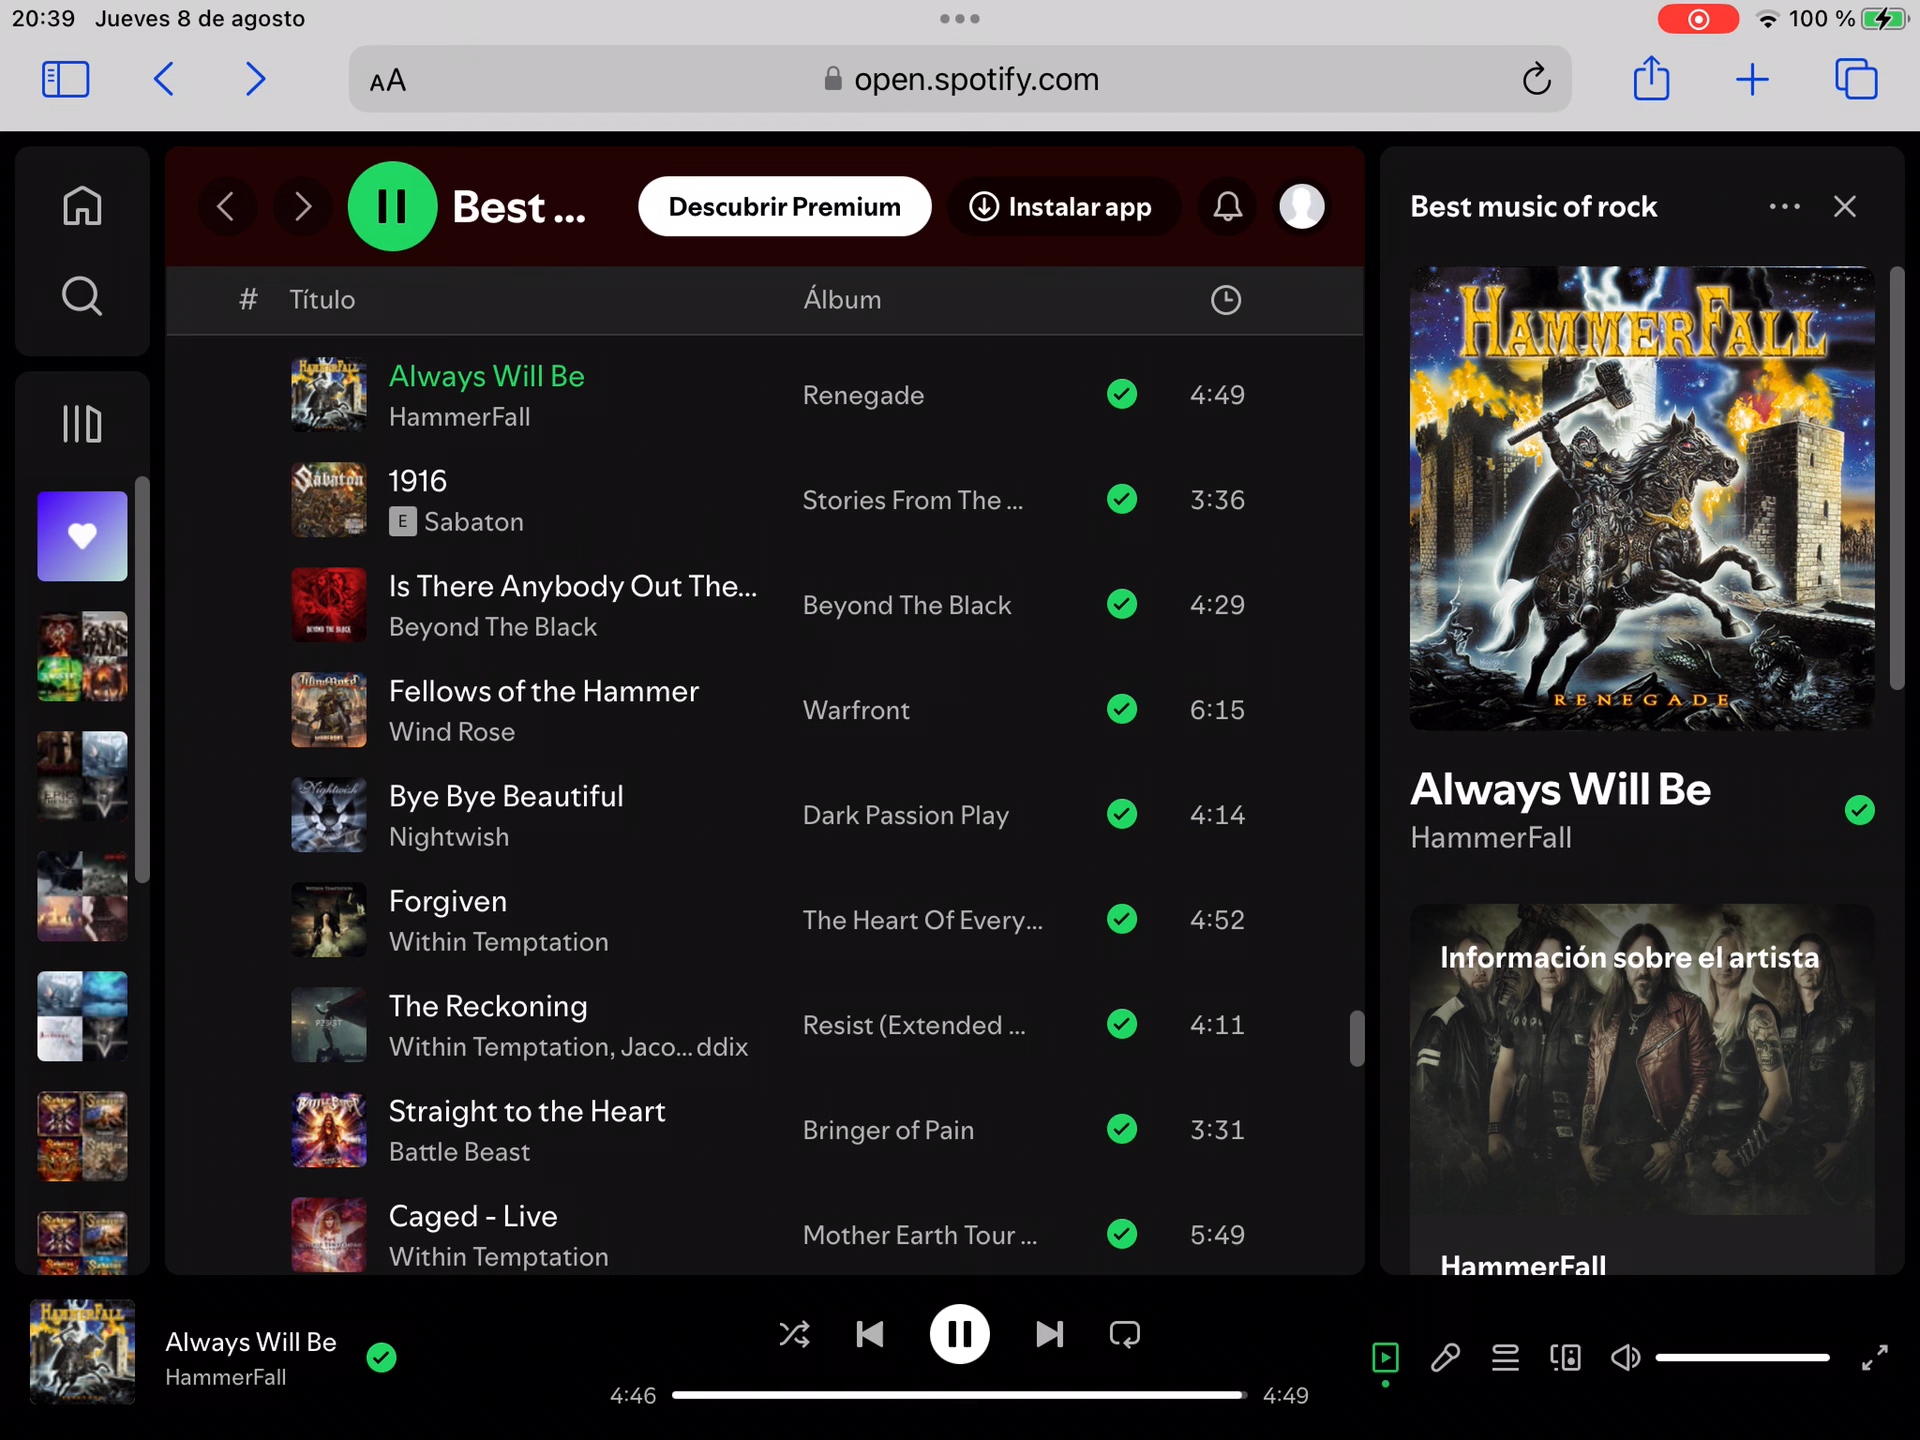 20:39 Jueves 8 de agosto
100 %
AA
open.spotify.com
Best ...
Descubrir Premium
Instalar app
# Título Álbum
Always Will Be
HammerFall
Renegade
4:49
1916
E Sabaton
Stories From The ...
3:36
Is There Anybody Out The...
Beyond The Black
Beyond The Black
4:29
Fellows of the Hammer
Wind Rose
Warfront
6:15
Bye Bye Beautiful
Nightwish
Dark Passion Play
4:14
Forgiven
Within Temptation
The Heart Of Every...
4:52
The Reckoning
Within Temptation, Jaco... ddix
Resist (Extended ...
4:11
Straight to the Heart
Battle Beast
Bringer of Pain
3:31
Caged - Live
Within Temptation
Mother Earth Tour ...
5:49
Best music of rock
HAMMERFALL
RENEGADE
Always Will Be
HammerFall
Información sobre el artista
HammerFall
Always Will Be
HammerFall
4:46
4:49